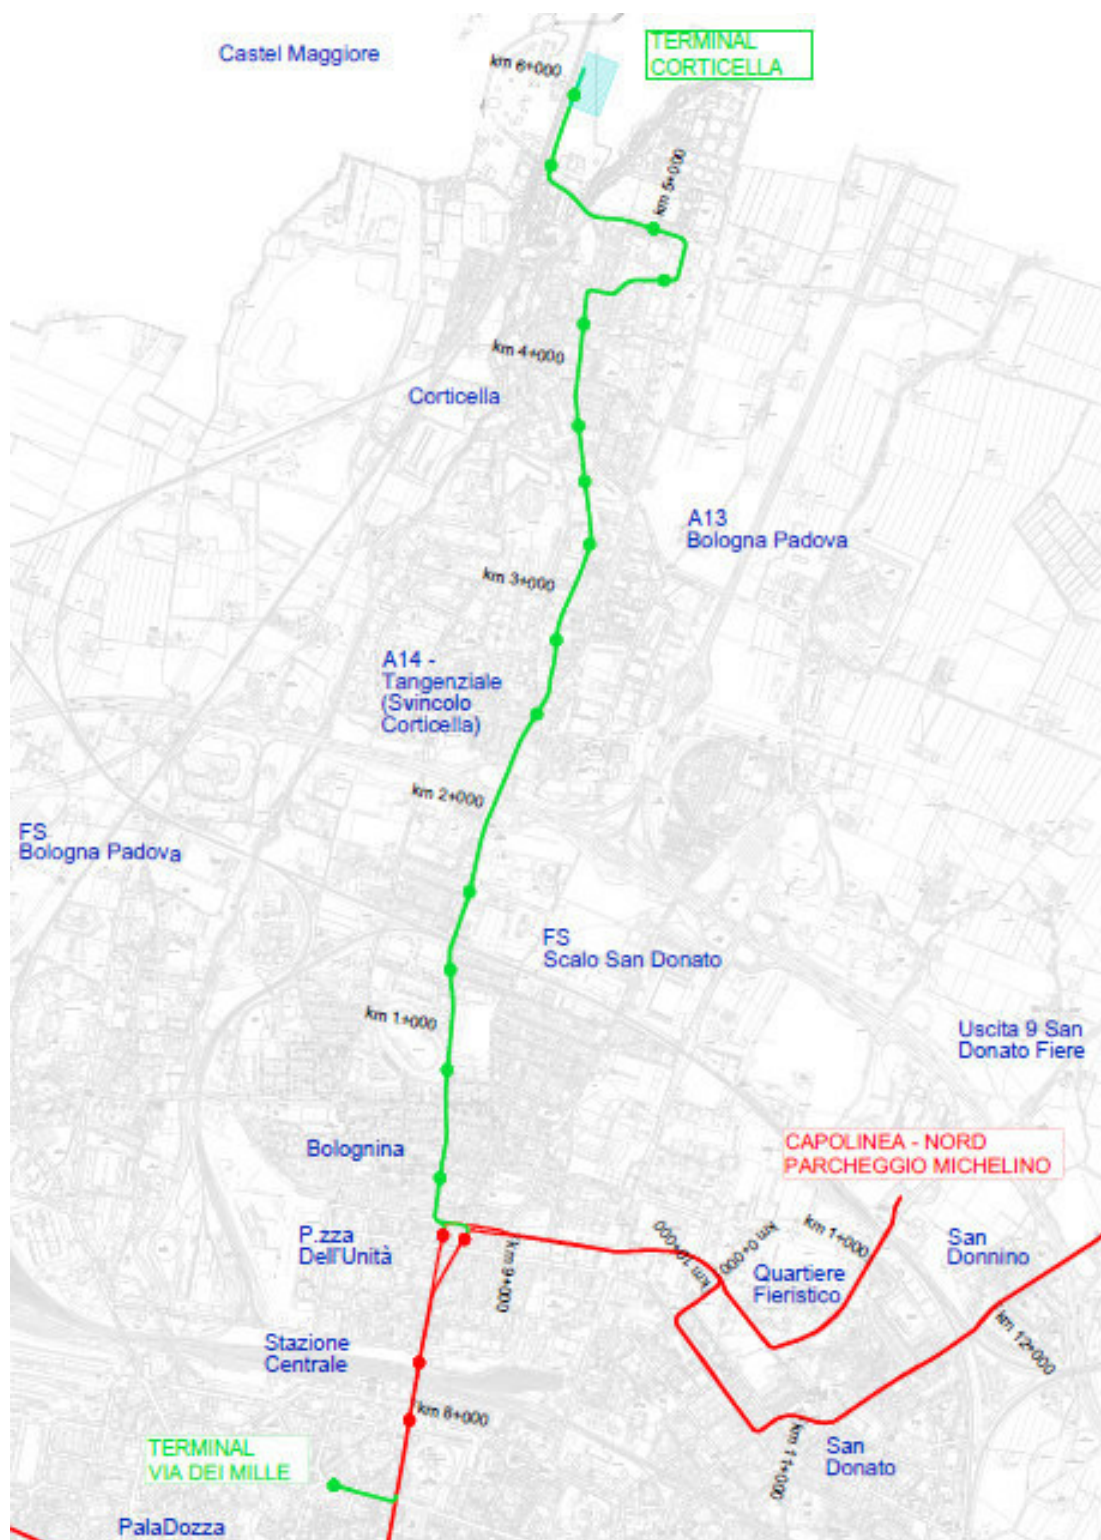 Castel Maggiore
TERMINAL
CORTICELLA
km 6+000
km 5+000
km 4+000
Corticella
A13
Bologna Padova
km 3+000
A14 -
Tangenziale
(Svincolo
Corticella)
km 2+000
FS
Bologna Padova
FS
Scalo San Donato
km 1+000
Uscita 9 San
Donato Fiere
Bolognina
CAPOLINEA - NORD
PARCHEGGIO MICHELINO
P.zza
Dell'Unità
km 9+000
km 10+000
km 0+000
km 1+000
San
Donnino
Quartiere
Fieristico
Stazione
Centrale
km 12+000
km 8+000
km 11+000
San
Donato
TERMINAL
VIA DEI MILLE
PalaDozza